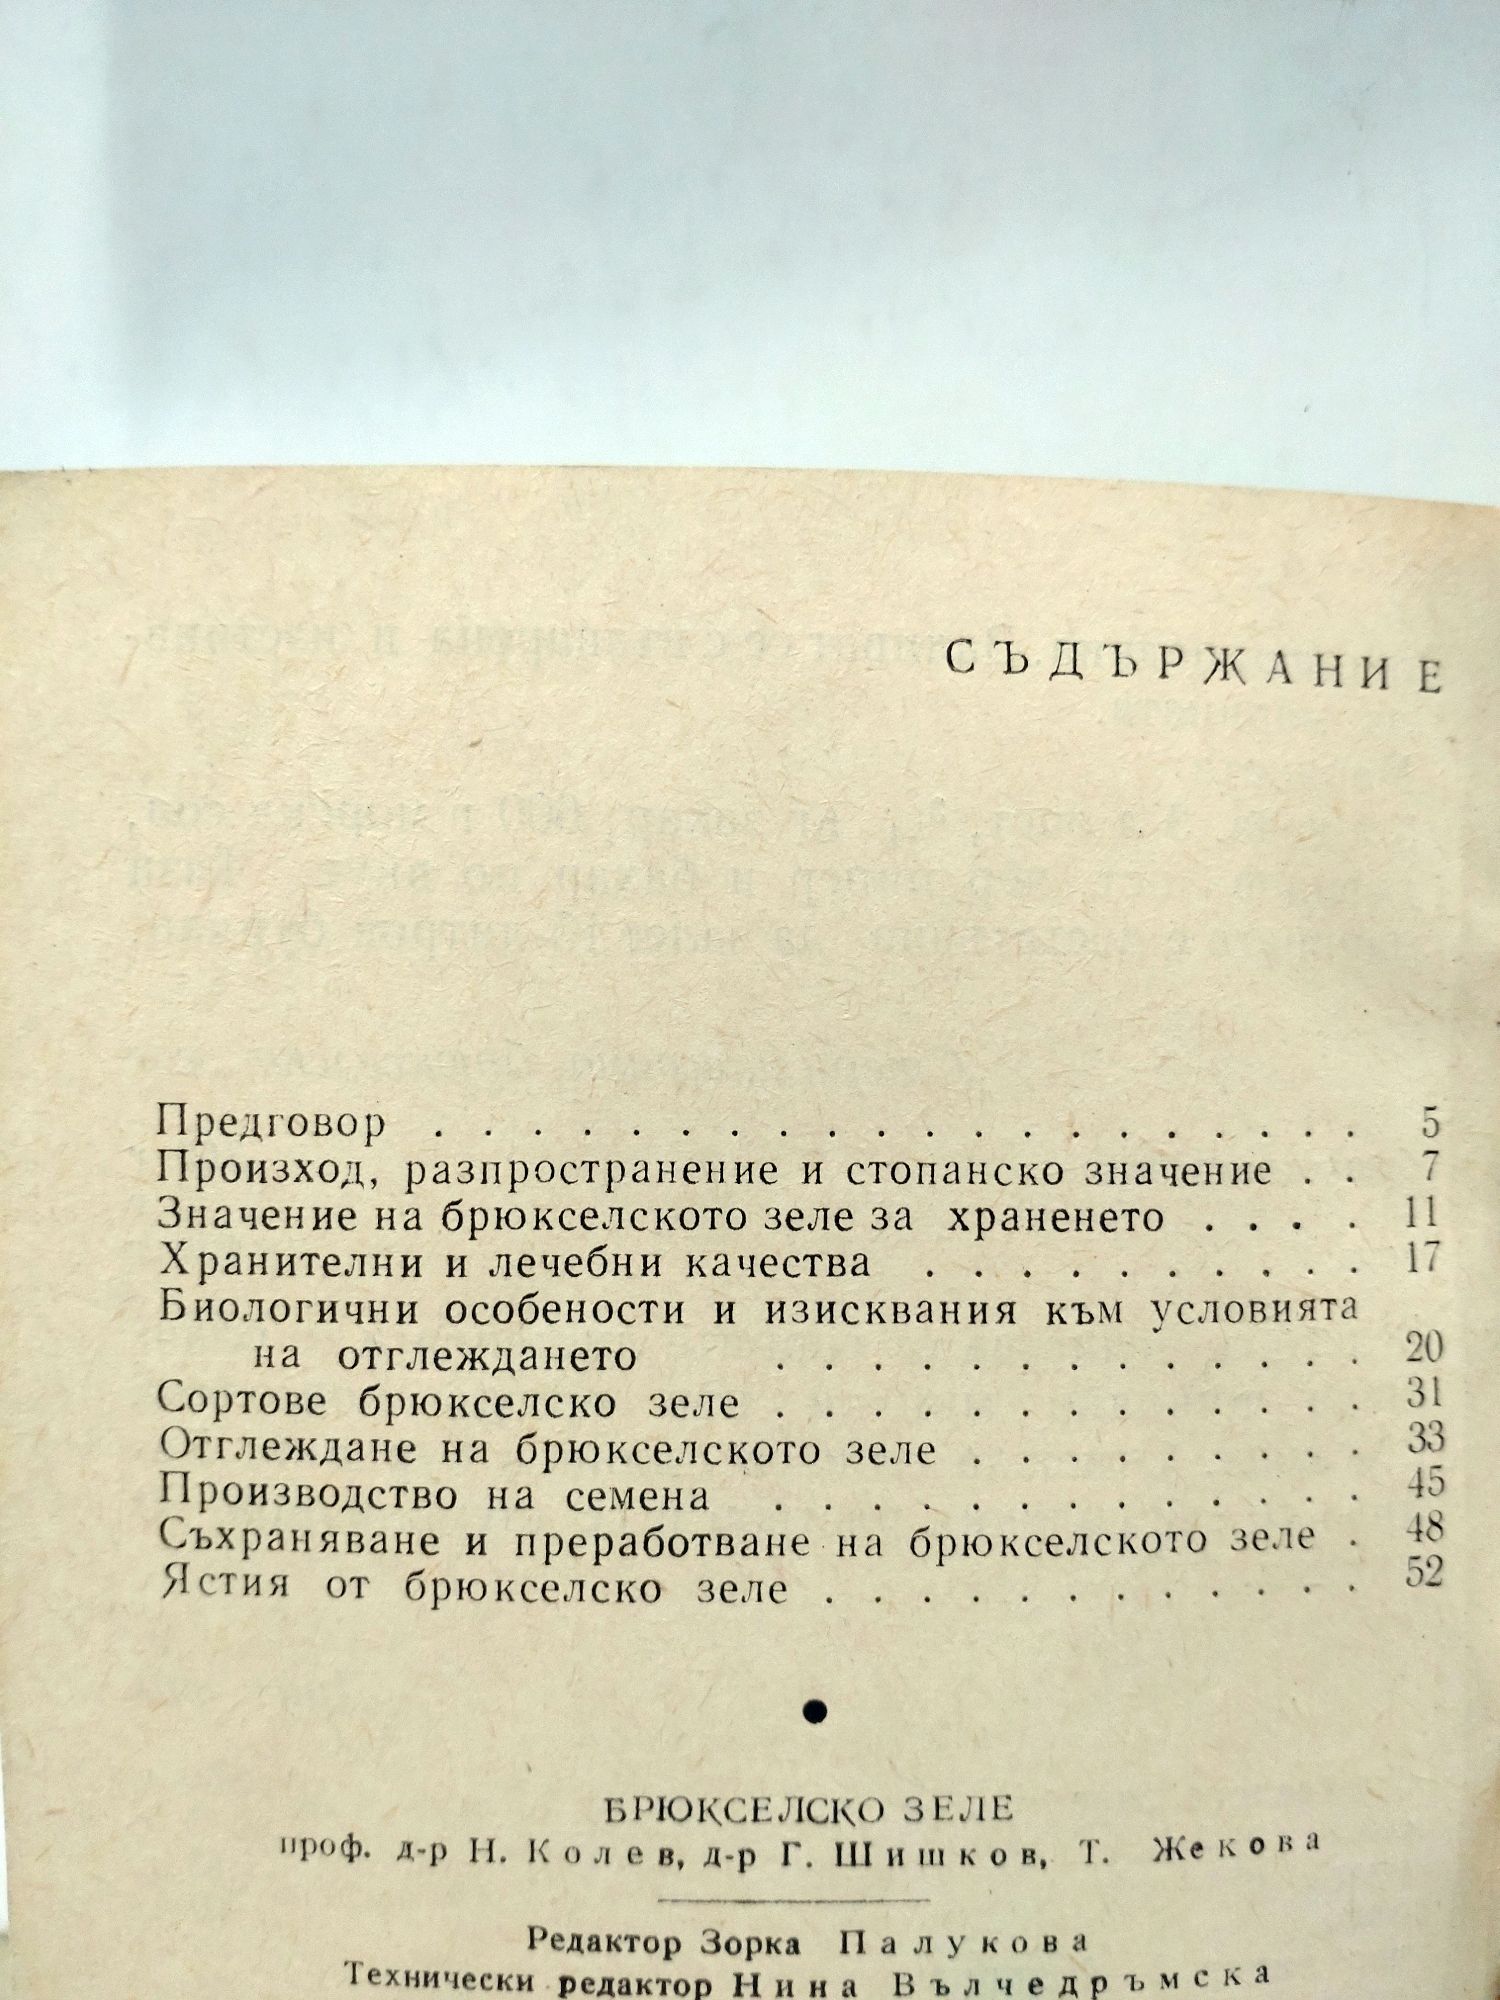 СЪДЪРЖАНИЕ
Предговор . . . . . . . . . . . . . . . . . . . 5
Произход, разпространение и стопанско значение . . 7
Значение на брюкселското зеле за храненето . . . . 11
Хранителни и лечебни качества . . . . . . . . . . 17
Биологични особености и изисквания към условията
на отглеждането . . . . . . . . . . . . . 20
Сортове брюкселско зеле . . . . . . . . . . . . . 31
Отглеждане на брюкселското зеле . . . . . . . . . 33
Производство на семена . . . . . . . . . . . . . 45
Съхраняване и преработване на брюкселското зеле . 48
Ястия от брюкселско зеле . . . . . . . . . . . . 52
●
БРЮКСЕЛСКО ЗЕЛЕ
проф. д-р Н. Колев, д-р Г. Шишков, Т. Жекова
Редактор Зорка Палукова
Технически редактор Нина Вълчедръмска